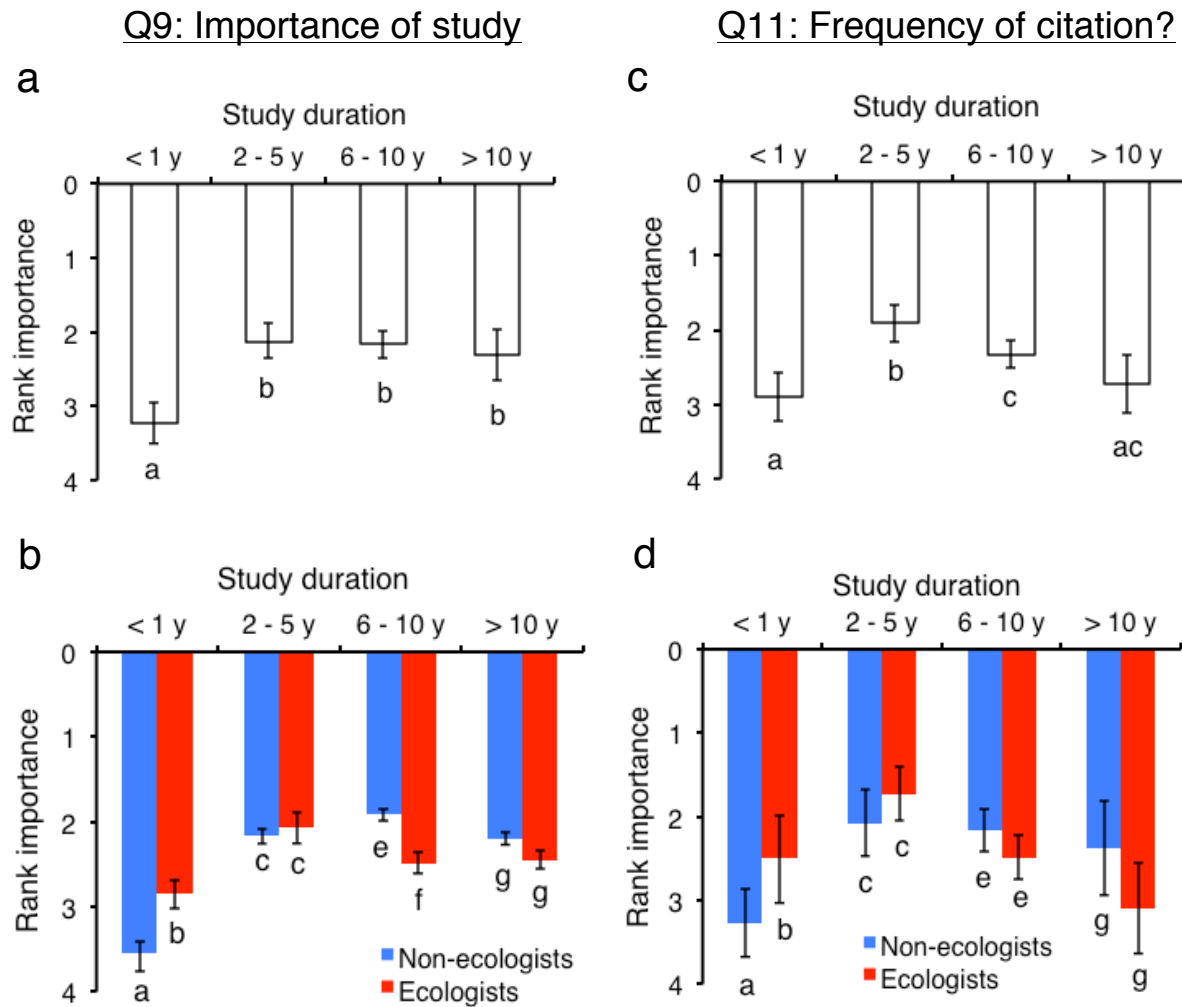 Q9: Importance of study
a
Study duration
< 1 y 2 - 5 y 6 - 10 y > 10 y
Rank importance
0
1
2
3
4
a
b
b
b
Q11: Frequency of citation?
c
Study duration
< 1 y 2 - 5 y 6 - 10 y > 10 y
Rank importance
0
1
2
3
4
a
b
c
ac
b
Study duration
< 1 y 2 - 5 y 6 - 10 y > 10 y
Rank importance
0
1
2
3
4
a
b
c c
e
f
g g
Non-ecologists
Ecologists
d
Study duration
< 1 y 2 - 5 y 6 - 10 y > 10 y
Rank importance
0
1
2
3
4
a
b
c
c
e e
g
g
Non-ecologists
Ecologists